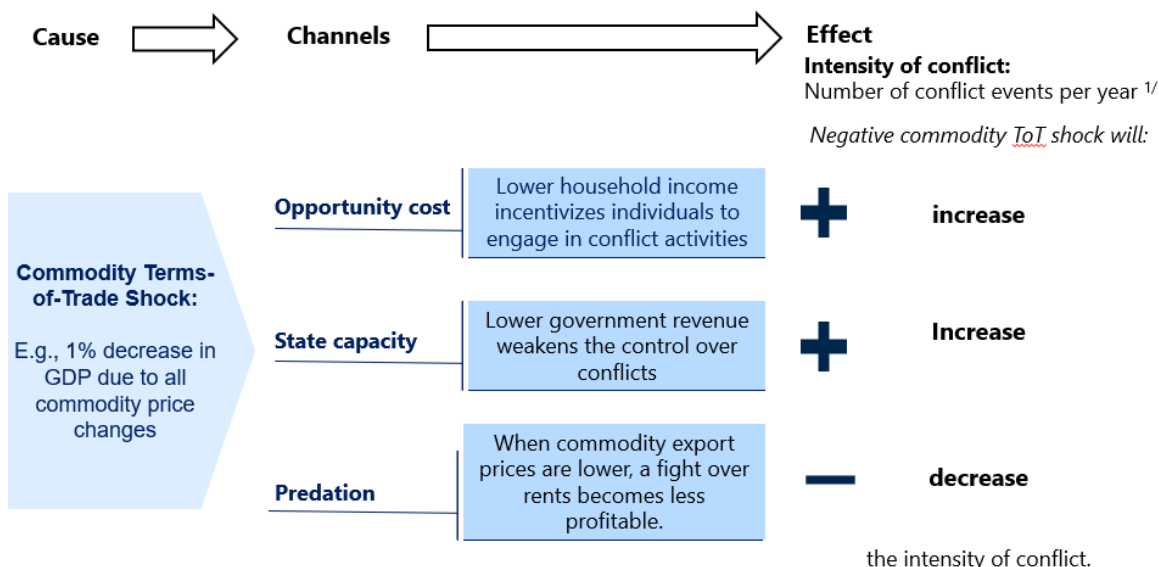 Cause
Channels
Effect
Intensity of conflict:
Number of conflict events per year 1/
Negative commodity ToT shock will:
Commodity Terms-
of-Trade Shock:
E.g., 1% decrease in
GDP due to all
commodity price
changes
Opportunity cost
Lower household income
incentivizes individuals to
engage in conflict activities
+
increase
State capacity
Lower government revenue
weakens the control over
conflicts
+
Increase
Predation
When commodity export
prices are lower, a fight over
rents becomes less
profitable.
−
decrease
the intensity of conflict.